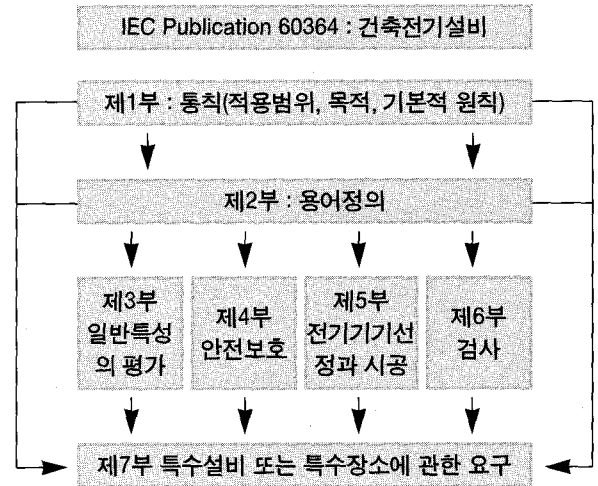 IEC Publication 60364 : 건축전기설비
제1부 : 통칙(적용범위, 목적, 기본적 원칙)
제2부 : 용어정의
제3부
일반특성
의 평가
제4부
안전보호
제5부
전기기기선
정과 시공
제6부
검사
제7부 특수설비 또는 특수장소에 관한 요구